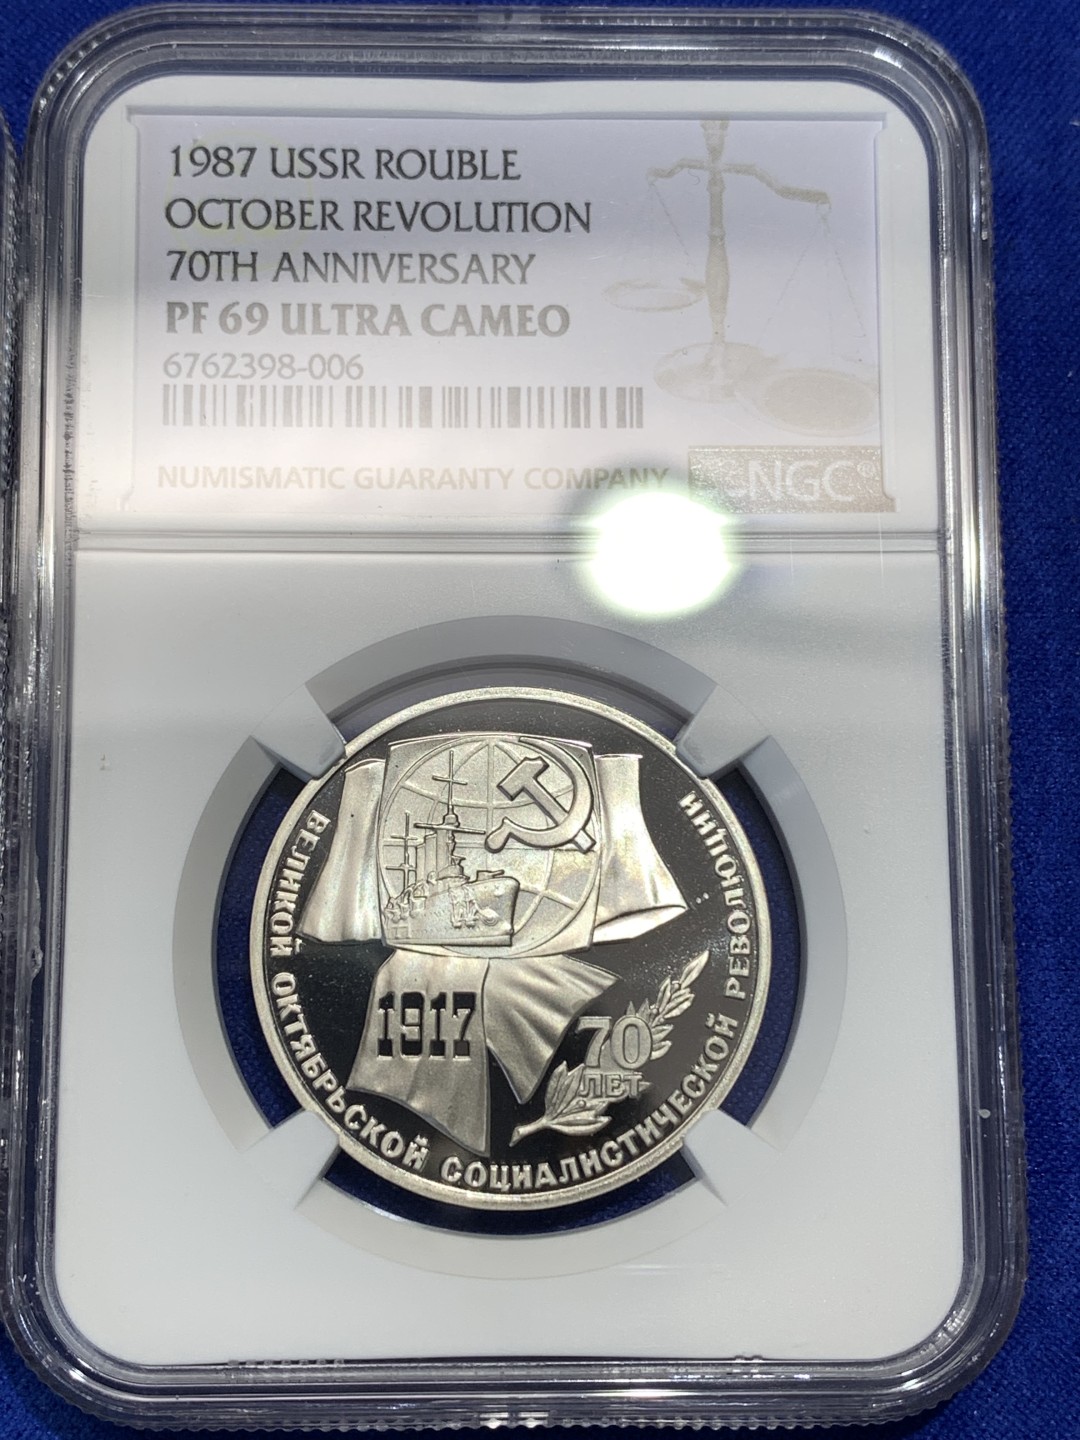 1987 USSR ROUBLE
OCTOBER REVOLUTION
70TH ANNIVERSARY
PF 69 ULTRA CAMEO
6762398-006
NUMISMATIC GUARANTY COMPANY
NGC®
ВЕЛИКОЙ ОКТЯБРЬСКОЙ СОЦИАЛИСТИЧЕСКОЙ РЕВОЛЮЦИИ
1917
70
ЛЕТ